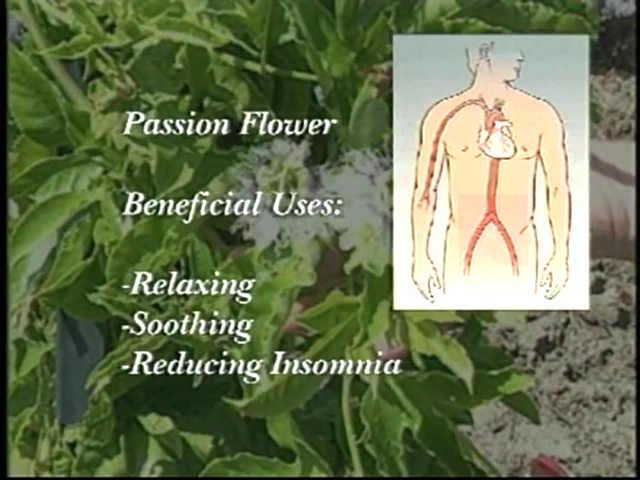 Passion Flower
Beneficial Uses:
-Relaxing
-Soothing
-Reducing Insomnia